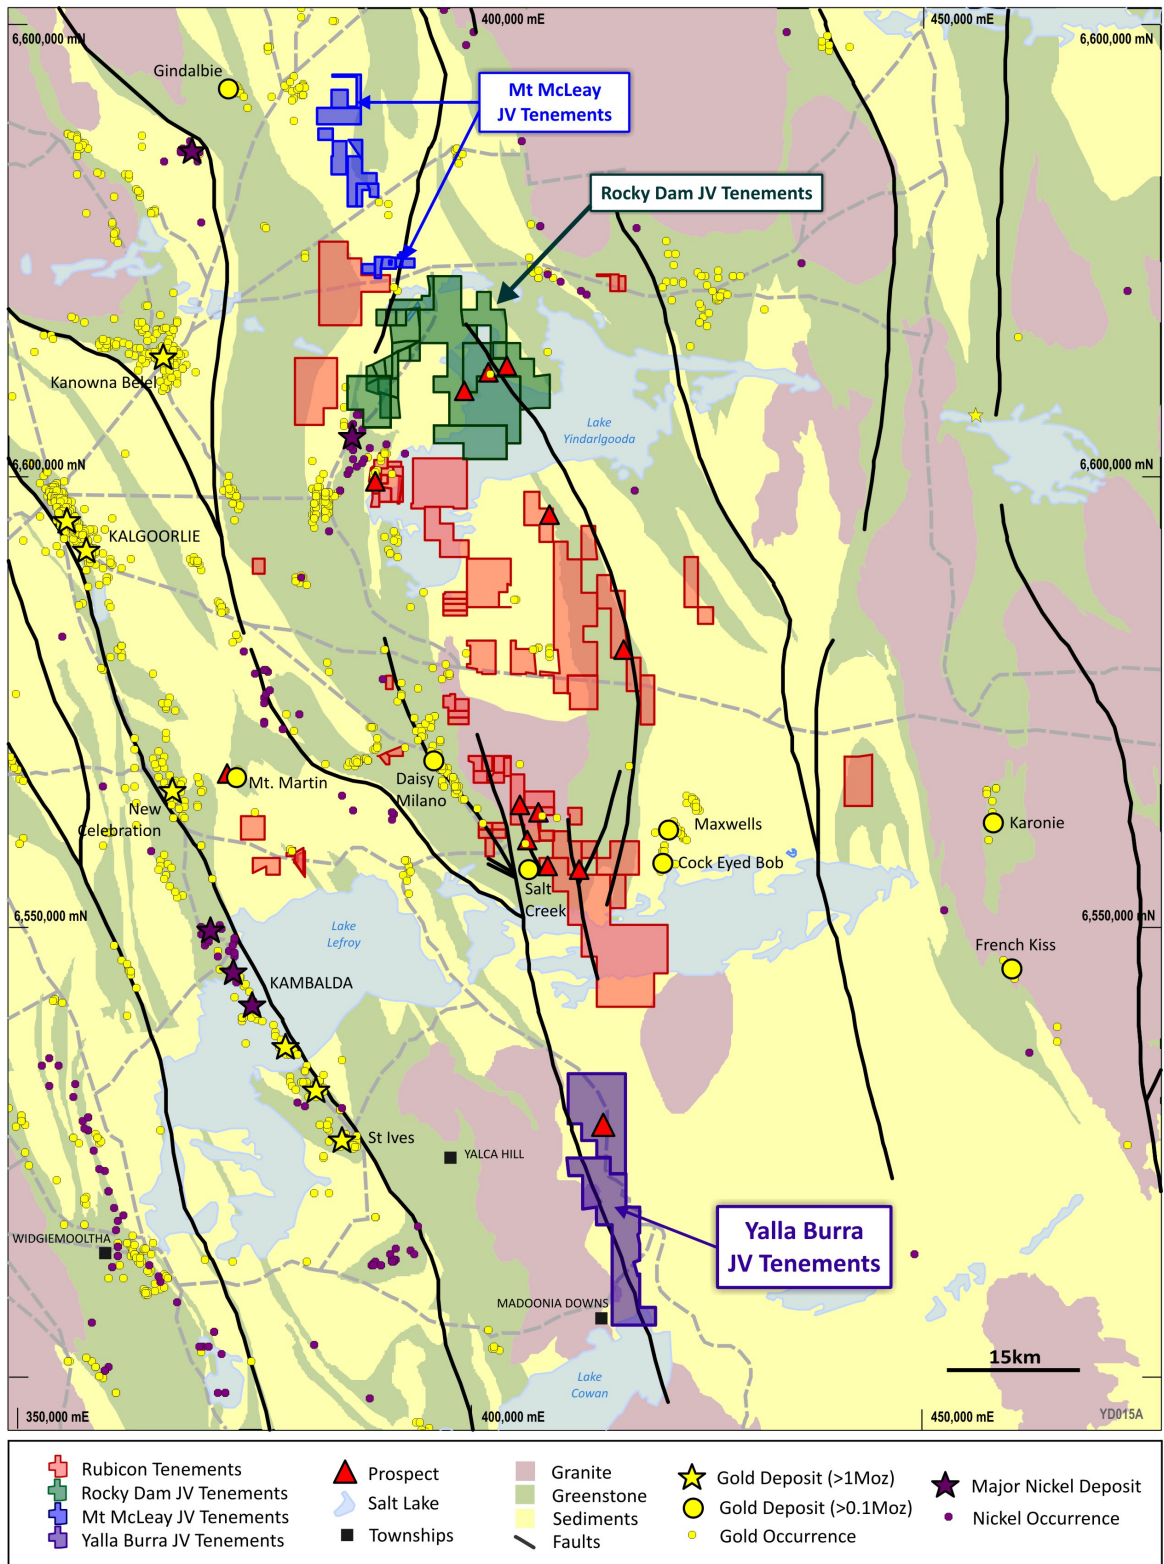 400,000 mE
450,000 mE
6,600,000 mN
6,600,000 mN
Gindalbie
Mt McLeay
JV Tenements
Rocky Dam JV Tenements
Kanowna Belel
Lake
Yindarlgooda
6,600,000 mN
6,600,000 mN
KALGOORLIE
Mt. Martin
Daisy
Milano
New
Celebration
Maxwells
Karonie
Cock Eyed Bob
Salt
Creek
6,550,000 mN
6,550,000 mN
Lake
Lefroy
French Kiss
KAMBALDA
St Ives
YALCA HILL
WIDGIEMOOLTHA
Yalla Burra
JV Tenements
MADOONIA DOWNS
15km
Lake
Cowan
350,000 mE
400,000 mE
450,000 mE
YD015A
Rubicon Tenements
Rocky Dam JV Tenements
Mt McLeay JV Tenements
Yalla Burra JV Tenements
Prospect
Salt Lake
Townships
Granite
Greenstone
Sediments
Faults
Gold Deposit (>1Moz)
Gold Deposit (>0.1Moz)
Gold Occurrence
Major Nickel Deposit
Nickel Occurrence